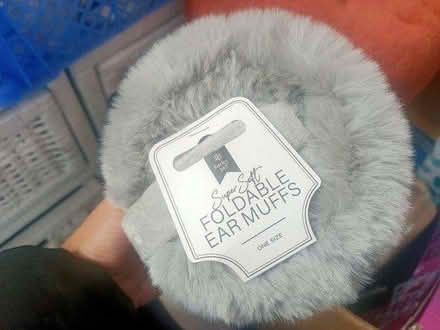 Super Soft
FOLDABLE
EAR MUFFS
ONE SIZE